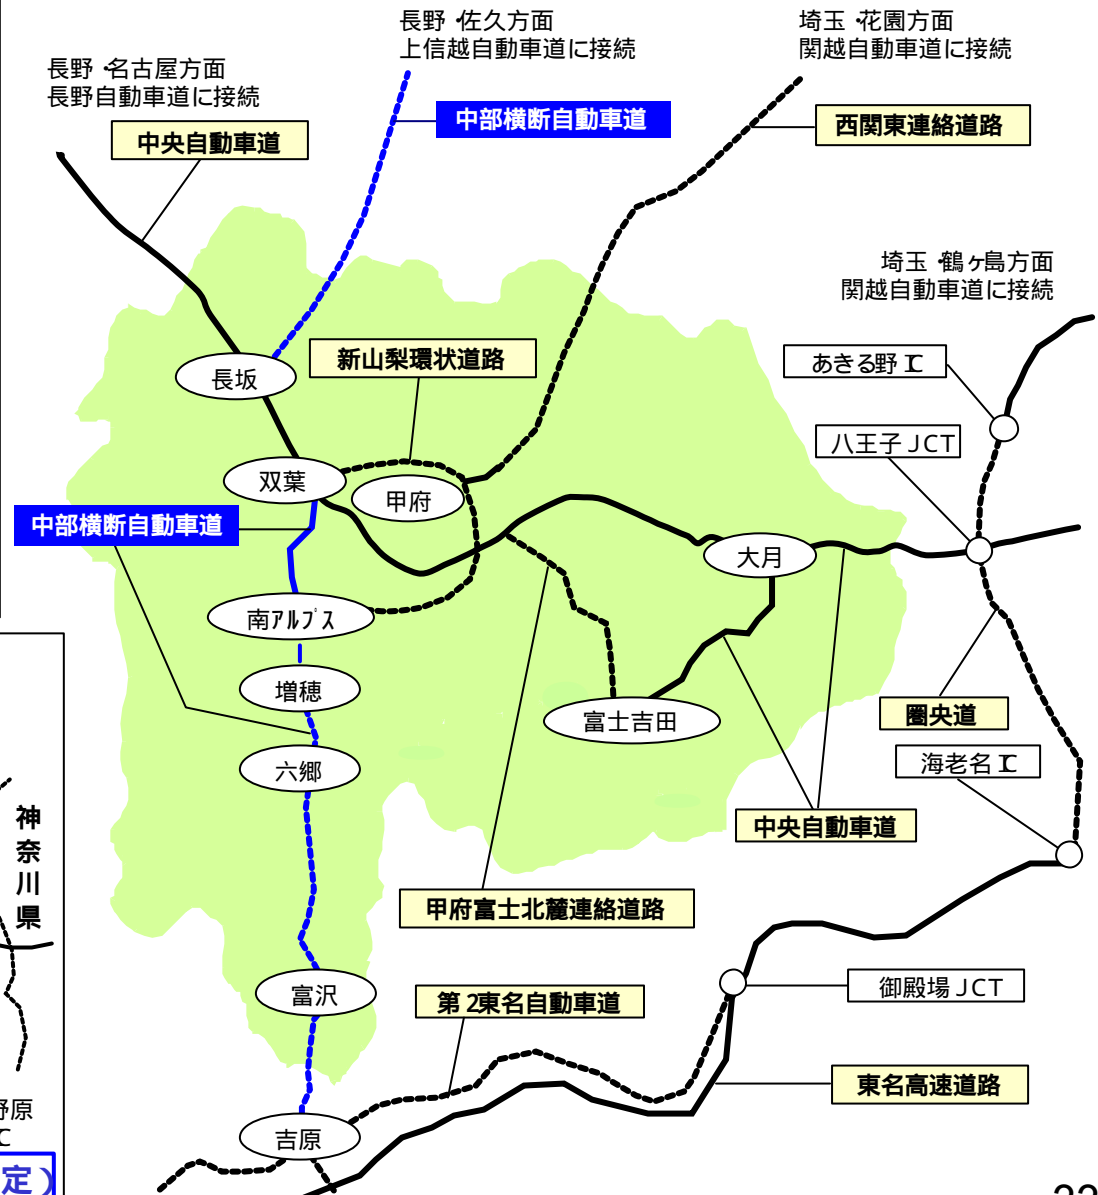 長野・佐久方面
上信越自動車道に接続
埼玉・花園方面
関越自動車道に接続
長野・名古屋方面
長野自動車道に接続
中部横断自動車道
西関東連絡道路
中央自動車道
埼玉・鶴ヶ島方面
関越自動車道に接続
新山梨環状道路
あきる野IC
長坂
八王子JCT
双葉
甲府
中部横断自動車道
大月
南アルプス
増穂
富士吉田
圏央道
六郷
海老名IC
神奈川県
中央自動車道
甲府富士北麓連絡道路
富沢
御殿場JCT
第2東名自動車道
東名高速道路
野原
吉原
定)